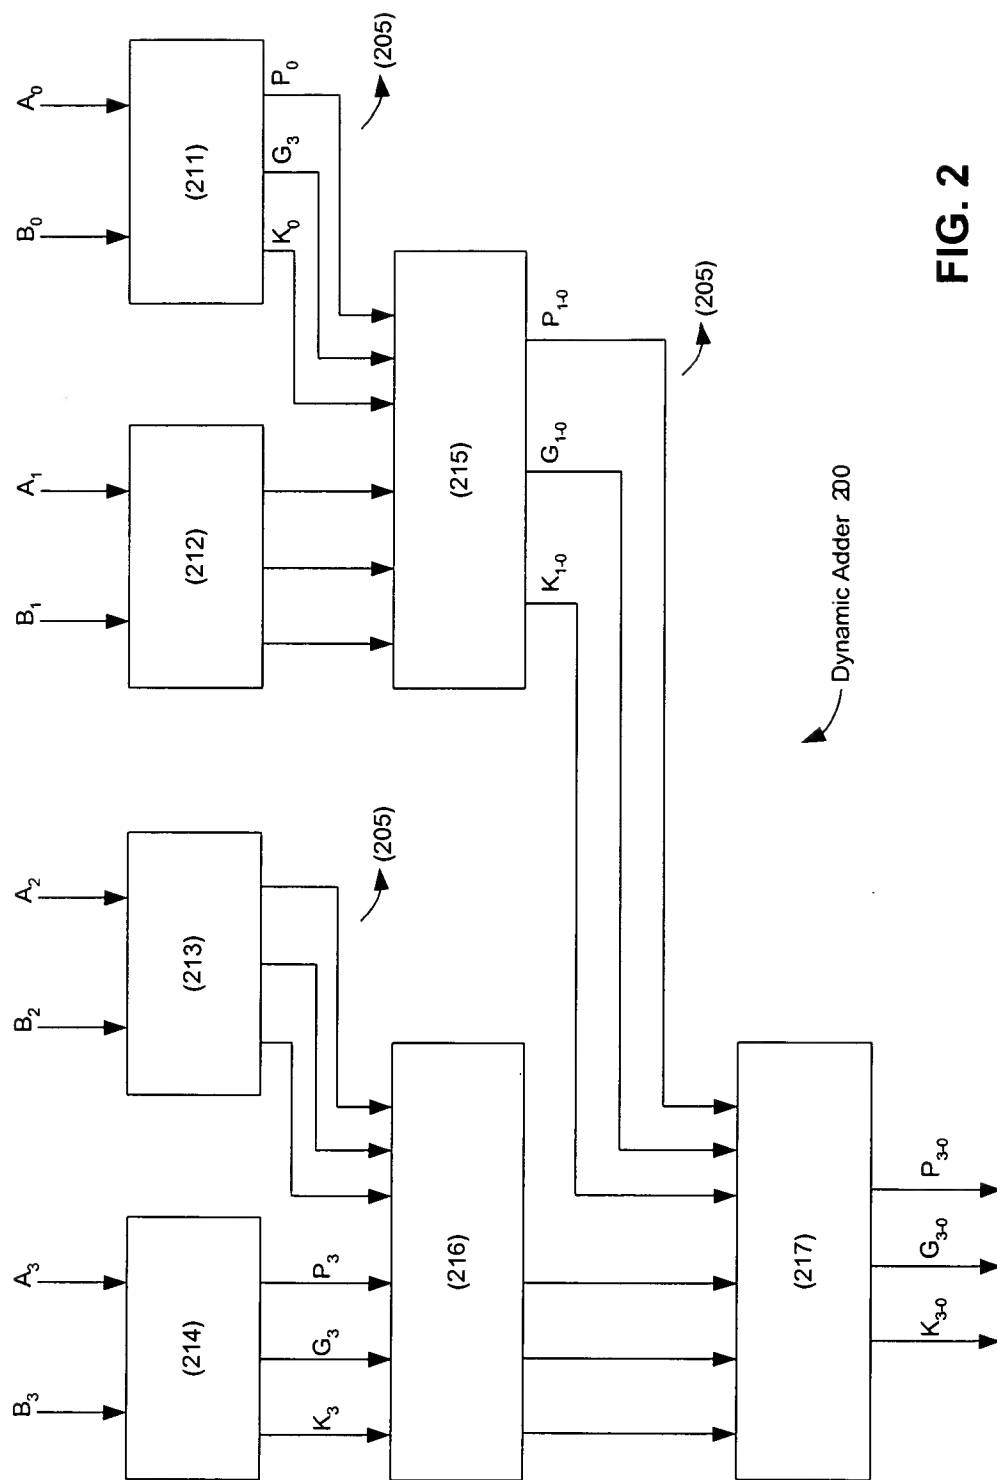 B3 A3 B2 A2 B1 A1 B0 A0
(214) (213) (212) (211)
K3 G3 P3 K0 G3 P0
(205) (205)
(216) (215)
K1-0 G1-0 P1-0
(205)
(217)
Dynamic Adder 200
K3-0 G3-0 P3-0
FIG. 2